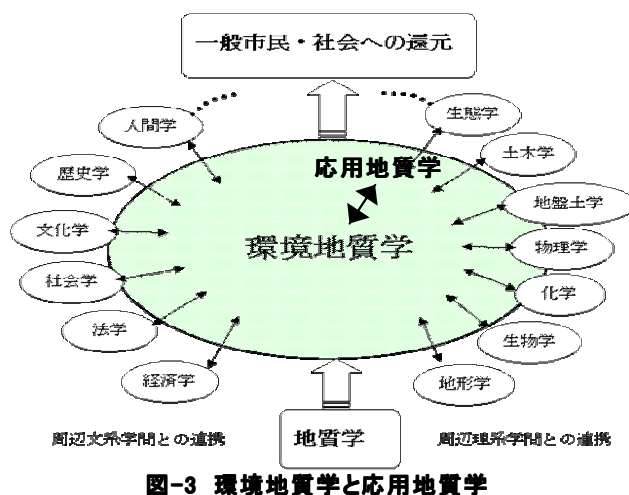 一般市民・社会への還元
人間学
生態学
応用地質学
土木学
歴史学
地盤土学
文化学
環境地質学
物理学
社会学
化学
法学
生物学
経済学
地形学
周辺文系学問との連携
地質学
周辺理系学問との連携
図-3 環境地質学と応用地質学